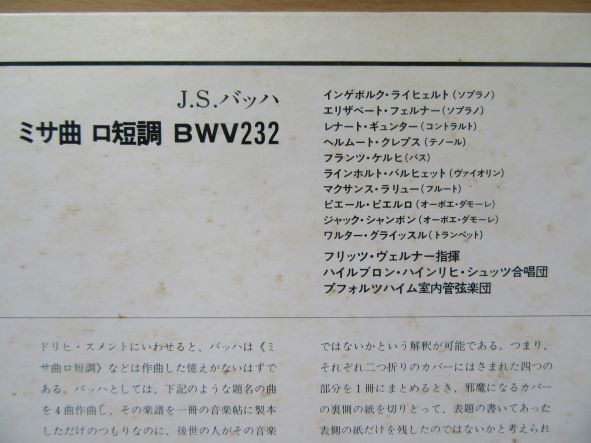 J.S.バッハ
ミサ曲 ロ短調 BWV232
インゲボルク・ライヒェルト(ソプラノ)
エリザベート・フェルナー(ソプラノ)
レナート・ギュンター(コントラルト)
ヘルムート・クレプス(テノール)
フランツ・ケルヒ(バス)
ラインホルト・バルヒェット(ヴァイオリン)
マクサンス・ラリュー(フルート)
ピエール・ピエルロ(オーボエ・ダモーレ)
ジャック・シャンボン(オーボエ・ダモーレ)
ワルター・グライッスル(トランペット)
フリッツ・ヴェルナー指揮
ハイルブロン・ハインリヒ・シュッツ合唱団
プフォルツハイム室内管弦楽団
ドリヒ・スメントにいわせると、バッハは《ミ
サ曲ロ短調》などは作曲した憶えがないはずで
ある。バッハとしては、下記のような題名の曲
を4曲作曲し、その楽譜を一冊の音楽帖に製本
しただけのつもりなのに、後世の人がその音楽
ではないかという解釈が可能である。つまり、
それぞれ二つ折りのカバーにはさまれた四つの
部分を1冊にまとめるとき、邪魔になるカバー
の裏側の紙を切りとって、表題の書いてあった
表側の紙だけを残したのではないかと考えられ